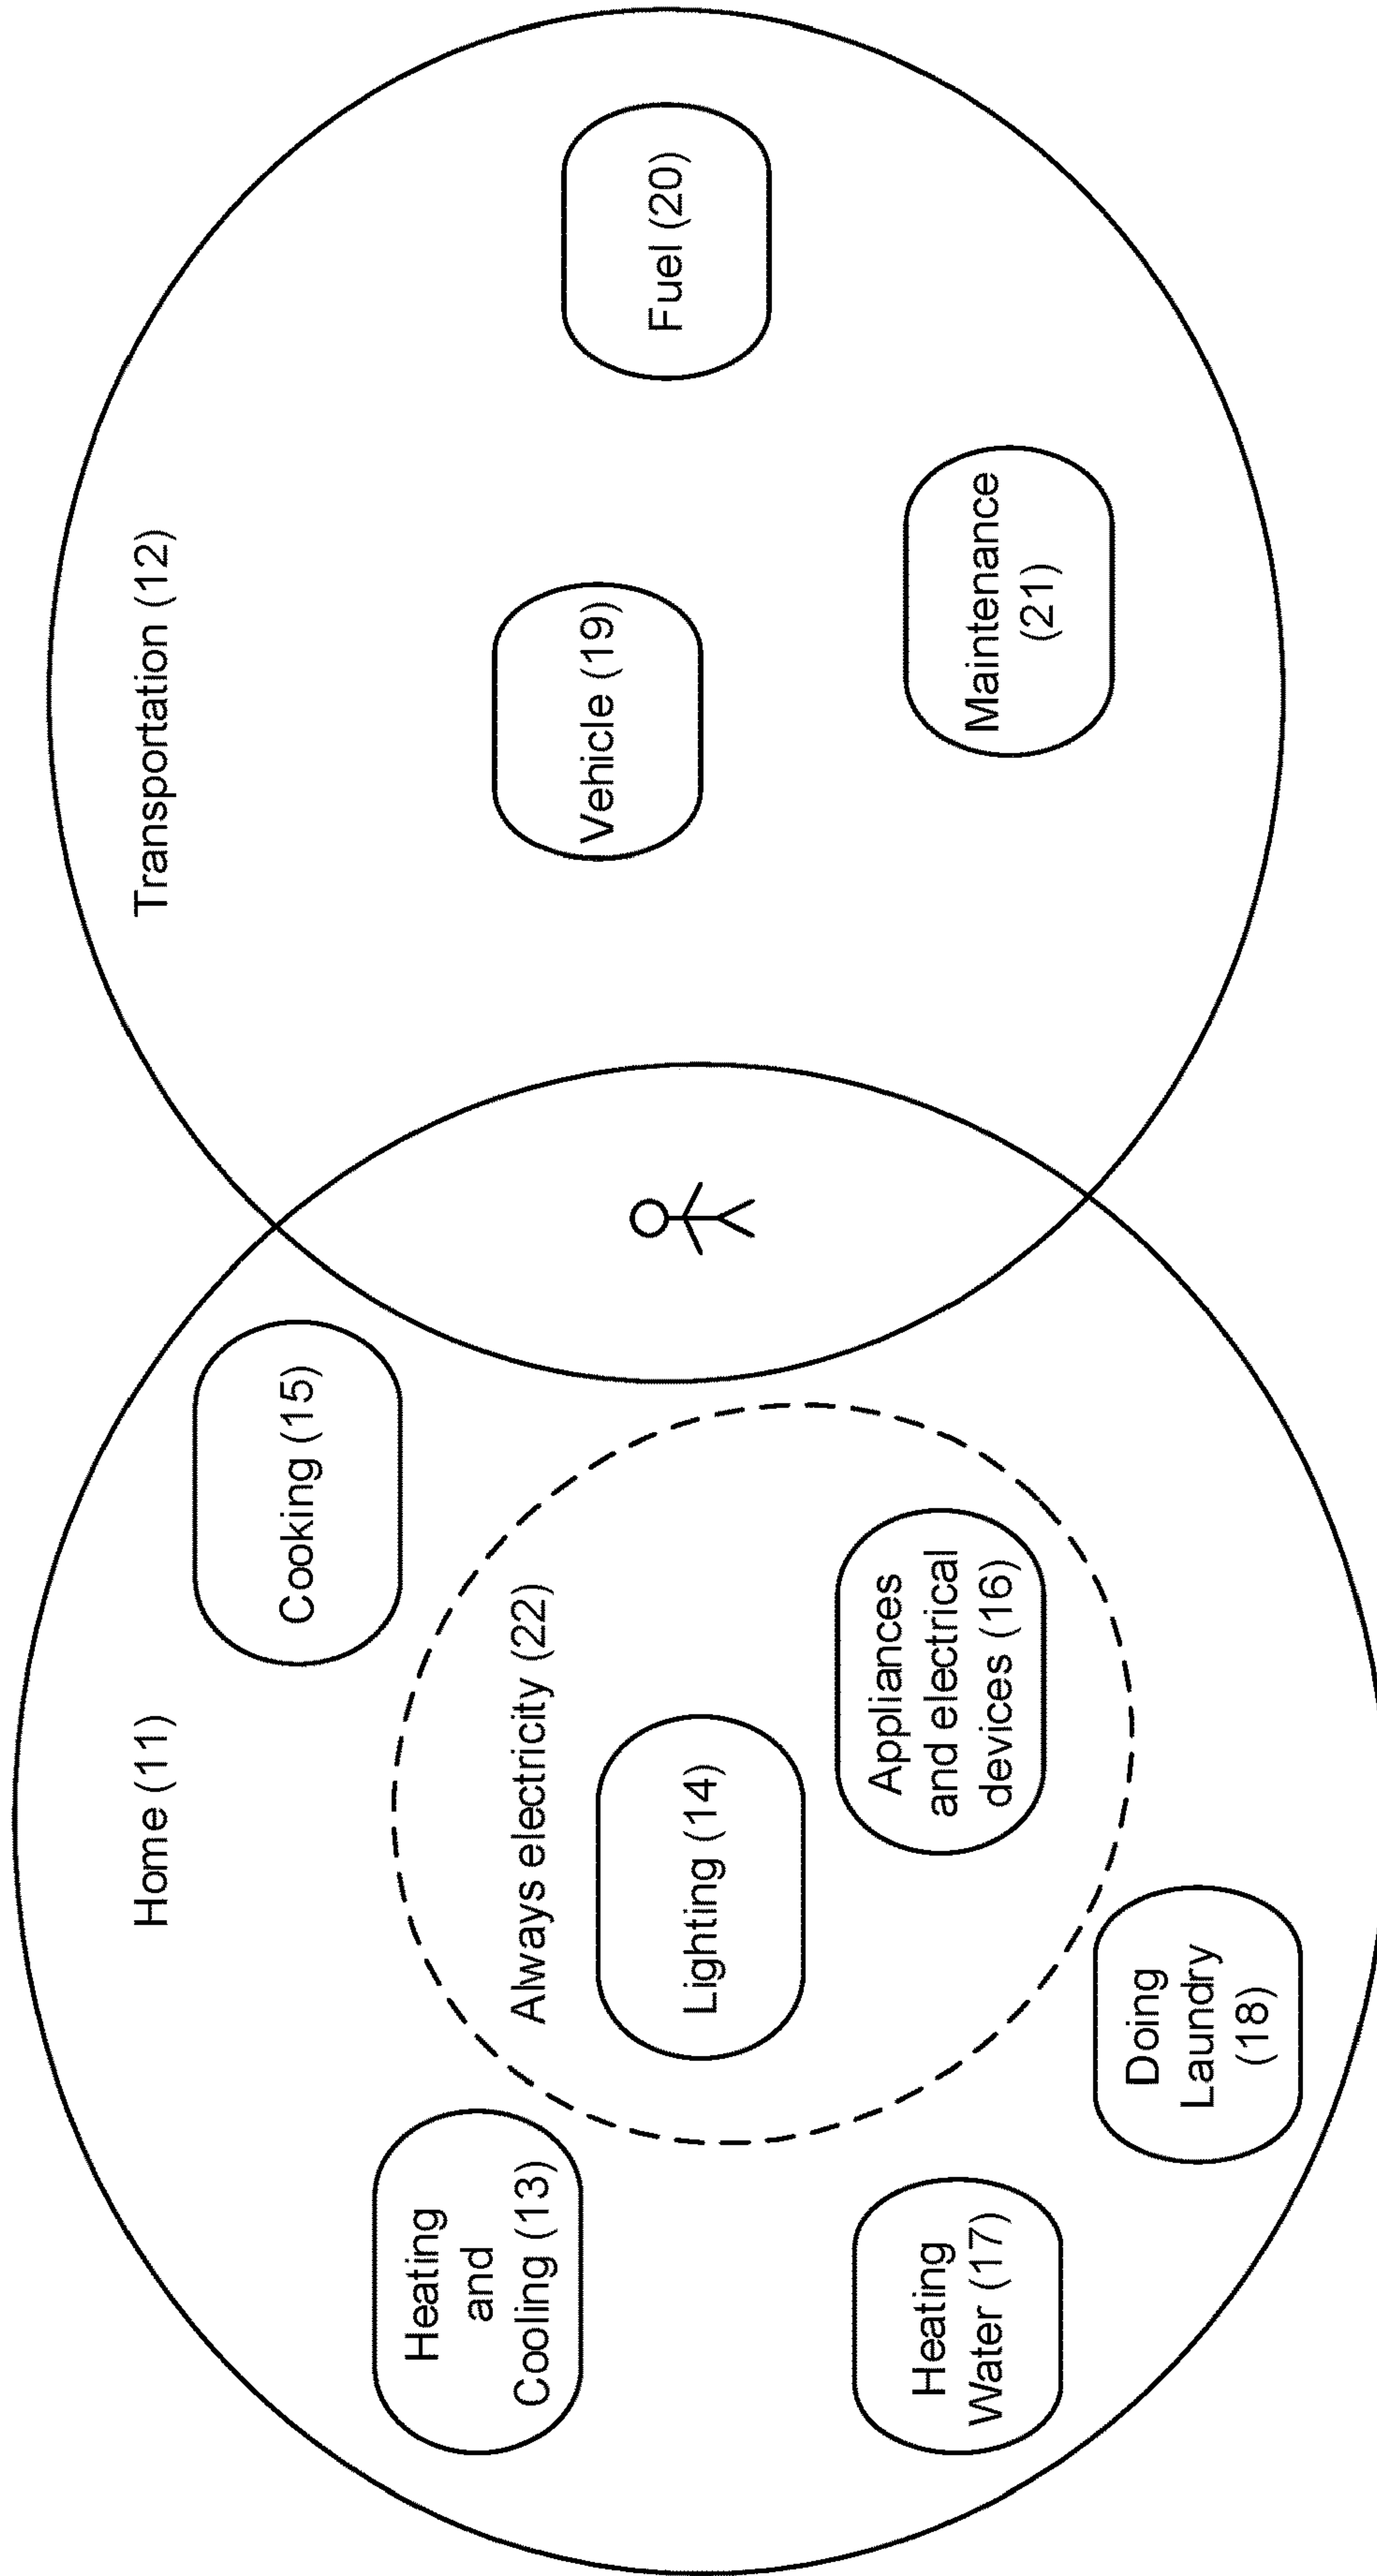 Home (11)
Transportation (12)
Cooking (15)
Heating
and
Cooling (13)
Always electricity (22)
Lighting (14)
Appliances
and electrical
devices (16)
Heating
Water (17)
Doing
Laundry
(18)
Vehicle (19)
Fuel (20)
Maintenance
(21)